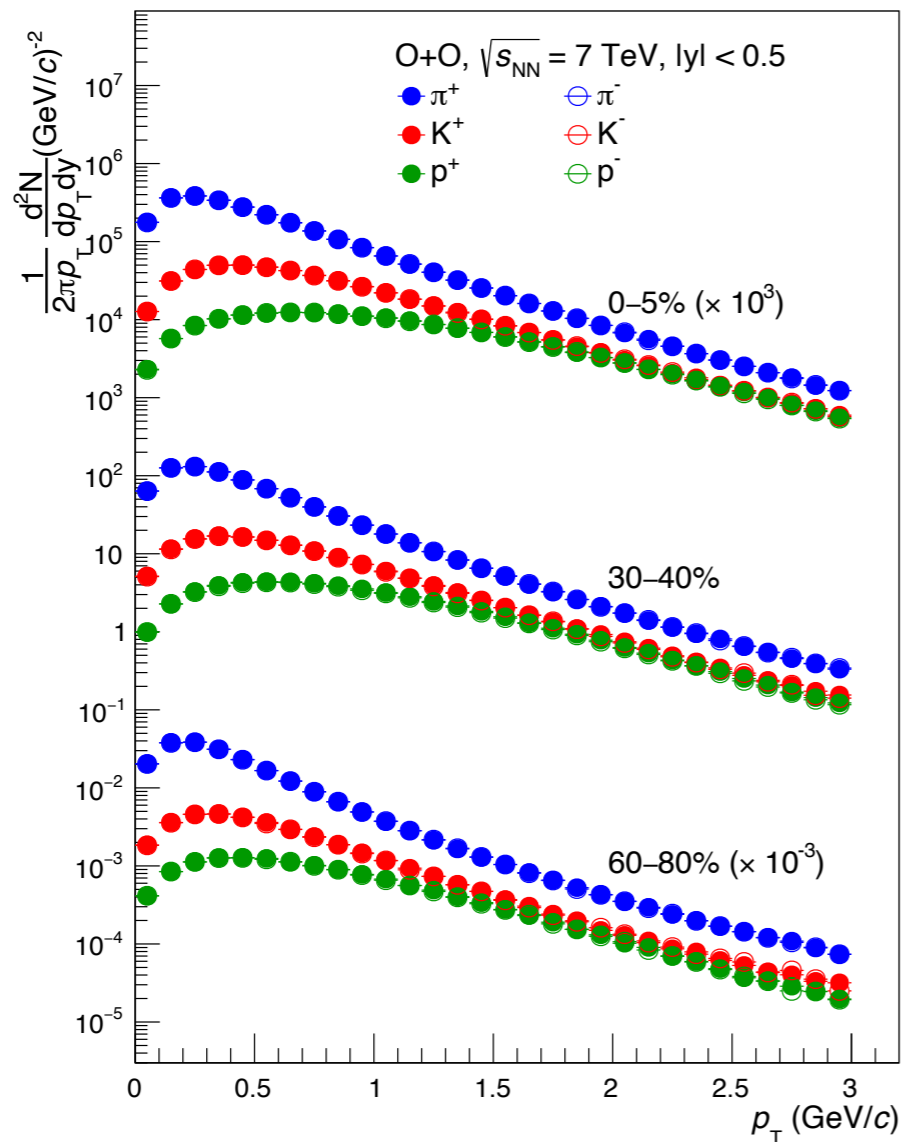 O+O, √s_NN = 7 TeV, |y| < 0.5
π⁺ π⁻
K⁺ K⁻
p⁺ p⁻
1/(2πp_T) d²N/(dp_T dy) (GeV/c)⁻²
10⁷
10⁶
10⁵
10⁴
10³
10²
10
1
10⁻¹
10⁻²
10⁻³
10⁻⁴
10⁻⁵
0–5% (× 10³)
30–40%
60–80% (× 10⁻³)
0 0.5 1 1.5 2 2.5 3
p_T (GeV/c)